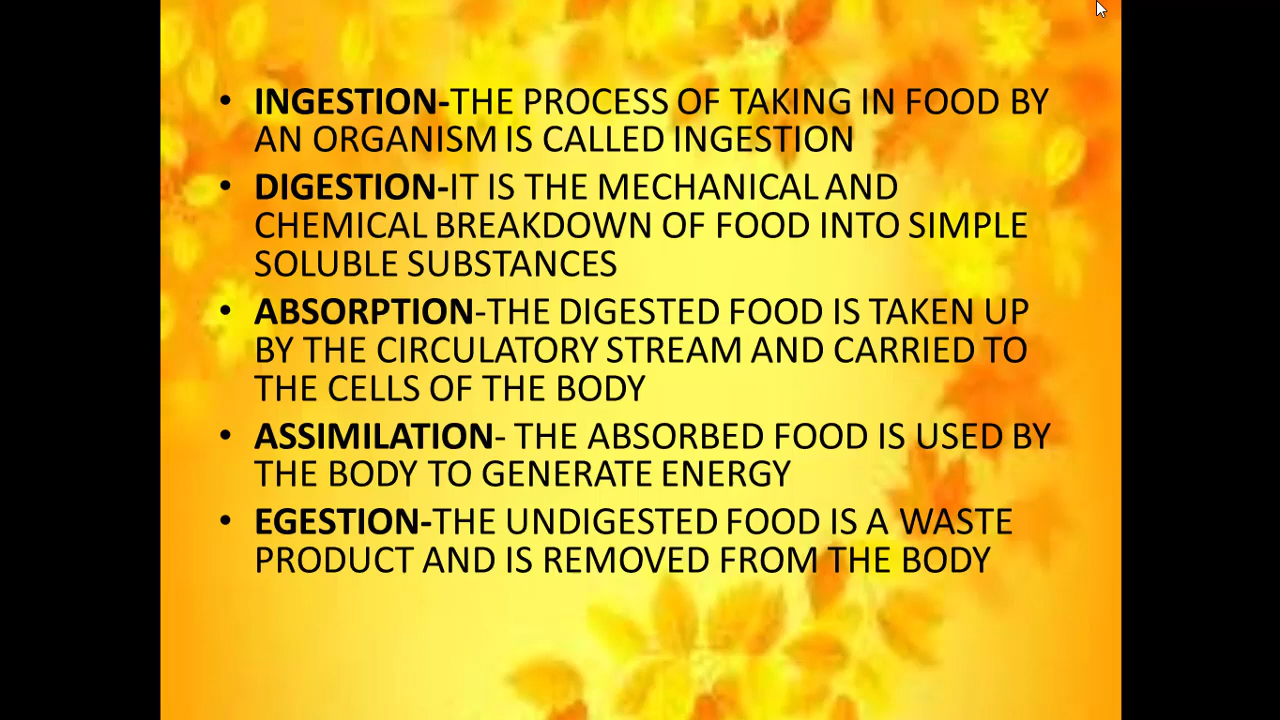 • INGESTION-THE PROCESS OF TAKING IN FOOD BY
AN ORGANISM IS CALLED INGESTION
• DIGESTION-IT IS THE MECHANICAL AND
CHEMICAL BREAKDOWN OF FOOD INTO SIMPLE
SOLUBLE SUBSTANCES
• ABSORPTION-THE DIGESTED FOOD IS TAKEN UP
BY THE CIRCULATORY STREAM AND CARRIED TO
THE CELLS OF THE BODY
• ASSIMILATION- THE ABSORBED FOOD IS USED BY
THE BODY TO GENERATE ENERGY
• EGESTION-THE UNDIGESTED FOOD IS A WASTE
PRODUCT AND IS REMOVED FROM THE BODY